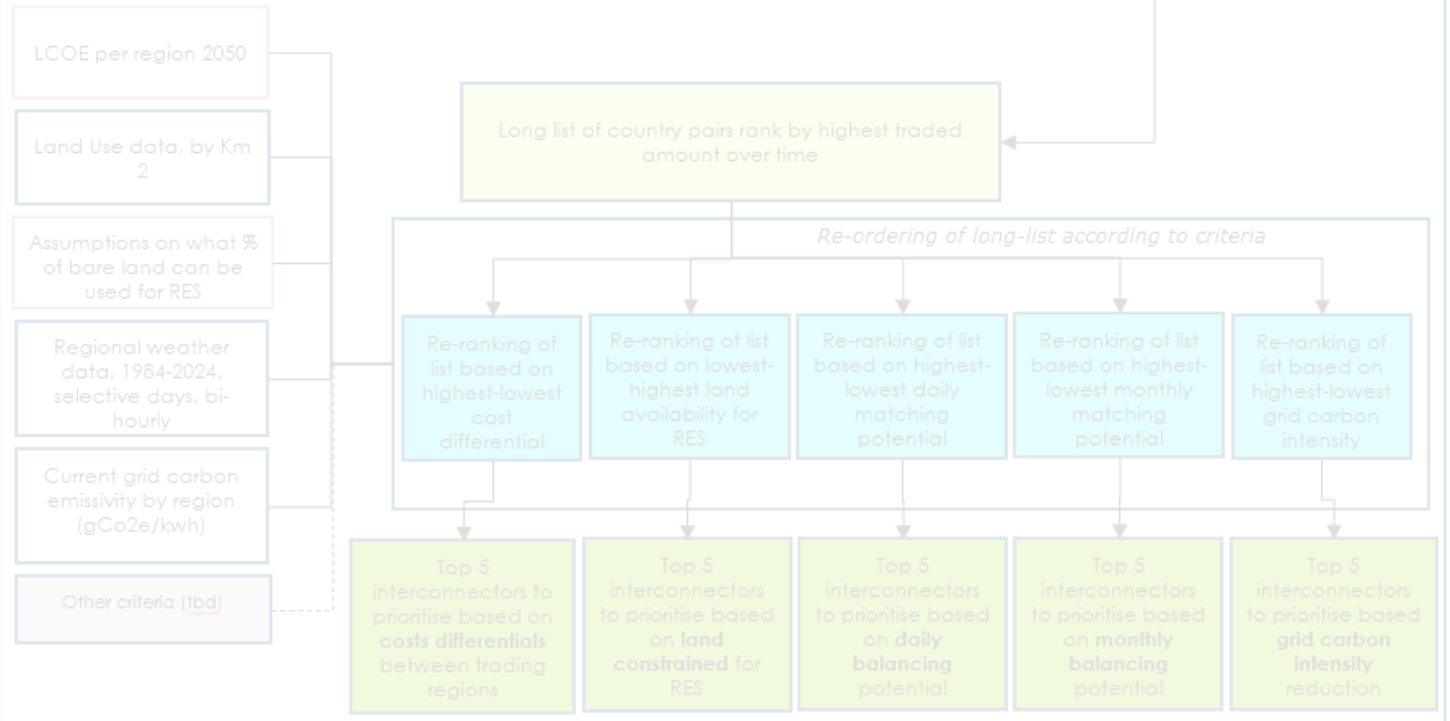 LCOE per region 2050
Land Use data, by Km
2
Assumptions on what %
of bare land can be
used for RES
Regional weather
data, 1984-2024,
selective days, bi-
hourly
Current grid carbon
emissivity by region
(gCo2e/kwh)
Other criteria (tbd)
Long list of country pairs rank by highest traded
amount over time
Re-ordering of long-list according to criteria
Re-ranking of
list based on
highest-lowest
cost
differential
Re-ranking of list
based on lowest-
highest land
availability for
RES
Re-ranking of list
based on highest-
lowest daily
matching
potential
Re-ranking of list
based on highest-
lowest monthly
matching
potential
Re-ranking of
list based on
highest-lowest
grid carbon
intensity
Top 5
interconnectors to
prioritise based on
costs differentials
between trading
regions
Top 5
interconnectors
to prioritise based
on land
constrained for
RES
Top 5
interconnectors
to prioritise based
on daily
balancing
potential
Top 5
interconnectors
to prioritise based
on monthly
balancing
potential
Top 5
interconnectors
to prioritise based
grid carbon
intensity
reduction